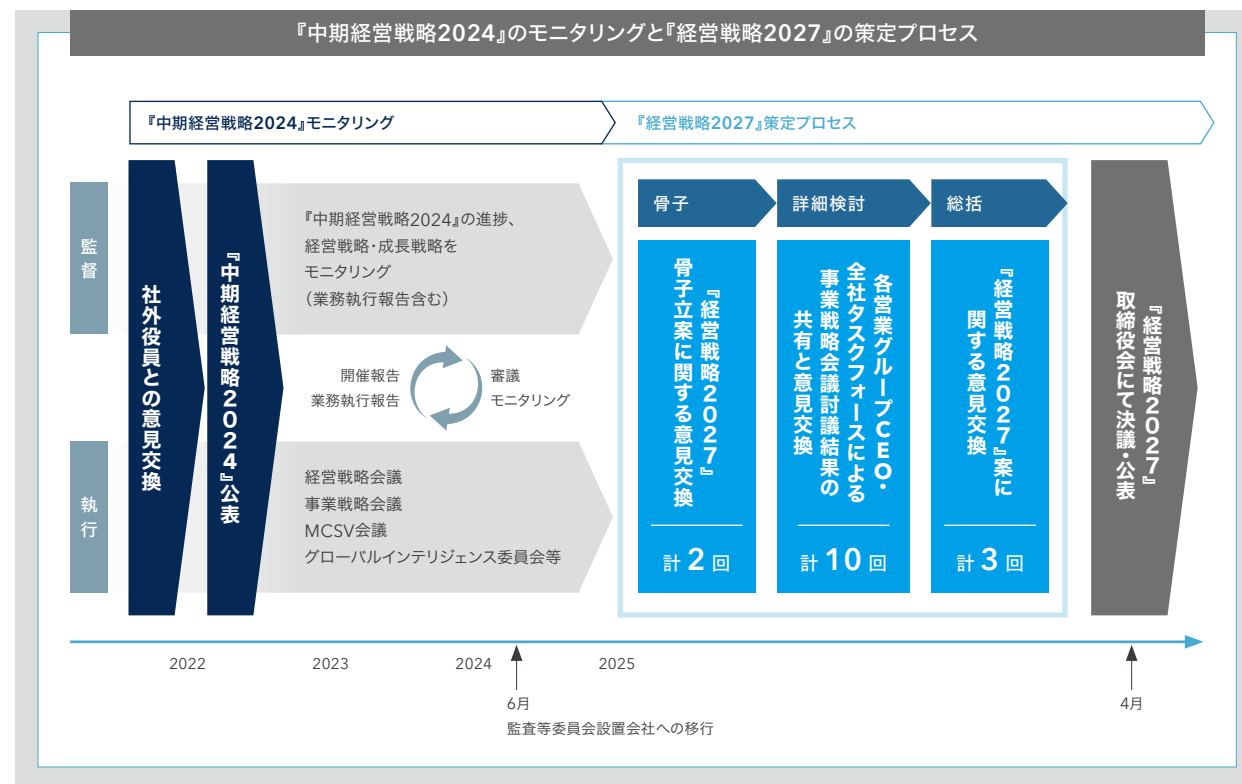 『中期経営戦略2024』のモニタリングと『経営戦略2027』の策定プロセス
『中期経営戦略2024』モニタリング
『経営戦略2027』策定プロセス
監督
執行
社外役員との意見交換
『中期経営戦略2024』公表
『中期経営戦略2024』の進捗、
経営戦略・成長戦略を
モニタリング
（業務執行報告含む）
開催報告
業務執行報告
審議
モニタリング
経営戦略会議
事業戦略会議
MCSV会議
グローバルインテリジェンス委員会等
骨子
『経営戦略2027』
骨子立案に関する意見交換
計2回
詳細検討
各営業グループCEO・
全社タスクフォースによる
事業戦略会議討議結果の
共有と意見交換
計10回
総括
『経営戦略2027』案に
関する意見交換
計3回
『経営戦略2027』
取締役会にて決議・公表
2022
2023
2024
2025
6月
監査等委員会設置会社への移行
4月